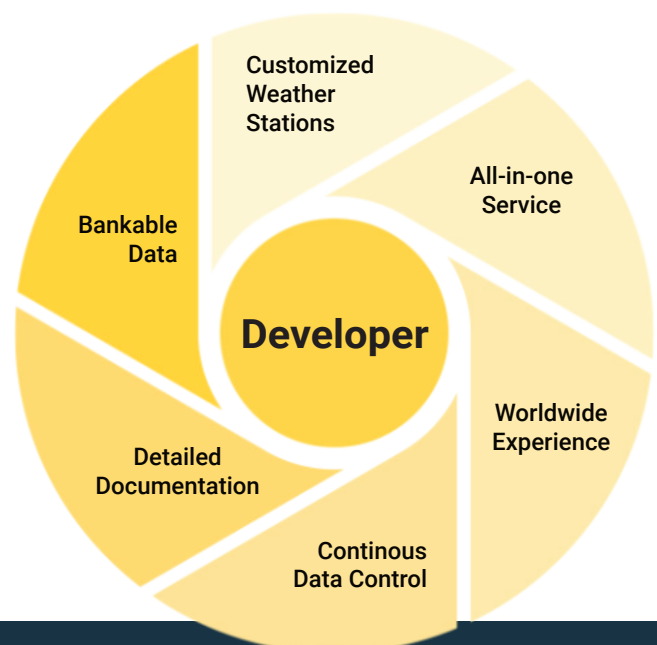 Customized
Weather
Stations
All-in-one
Service
Bankable
Data
Developer
Worldwide
Experience
Detailed
Documentation
Continous
Data Control